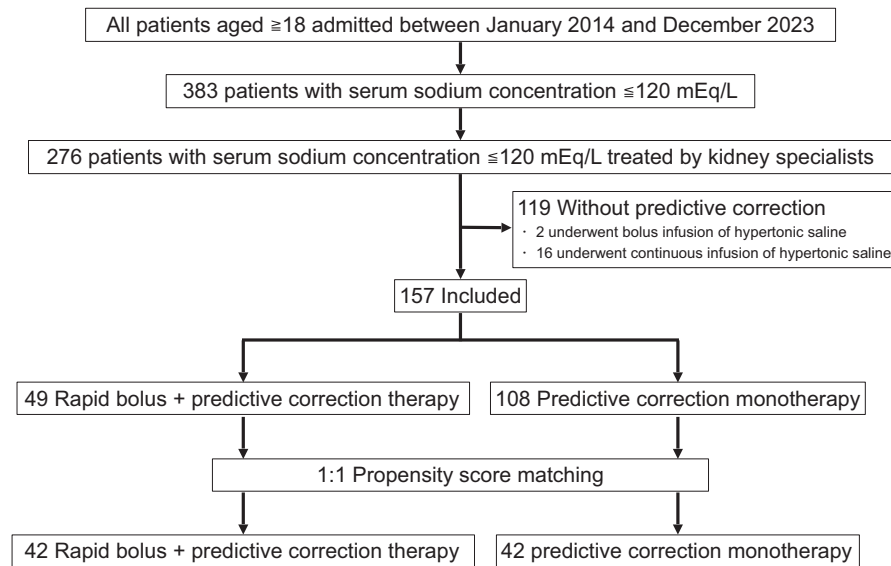 All patients aged ≧18 admitted between January 2014 and December 2023
383 patients with serum sodium concentration ≦120 mEq/L
276 patients with serum sodium concentration ≦120 mEq/L treated by kidney specialists
119 Without predictive correction
· 2 underwent bolus infusion of hypertonic saline
· 16 underwent continuous infusion of hypertonic saline
157 Included
49 Rapid bolus + predictive correction therapy
108 Predictive correction monotherapy
1:1 Propensity score matching
42 Rapid bolus + predictive correction therapy
42 predictive correction monotherapy